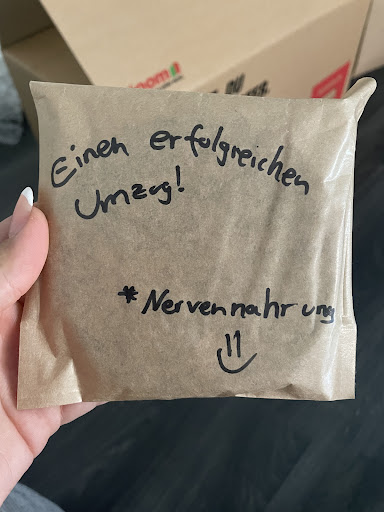 Einen erfolgreichen
Umzug!
*Nervennahrung